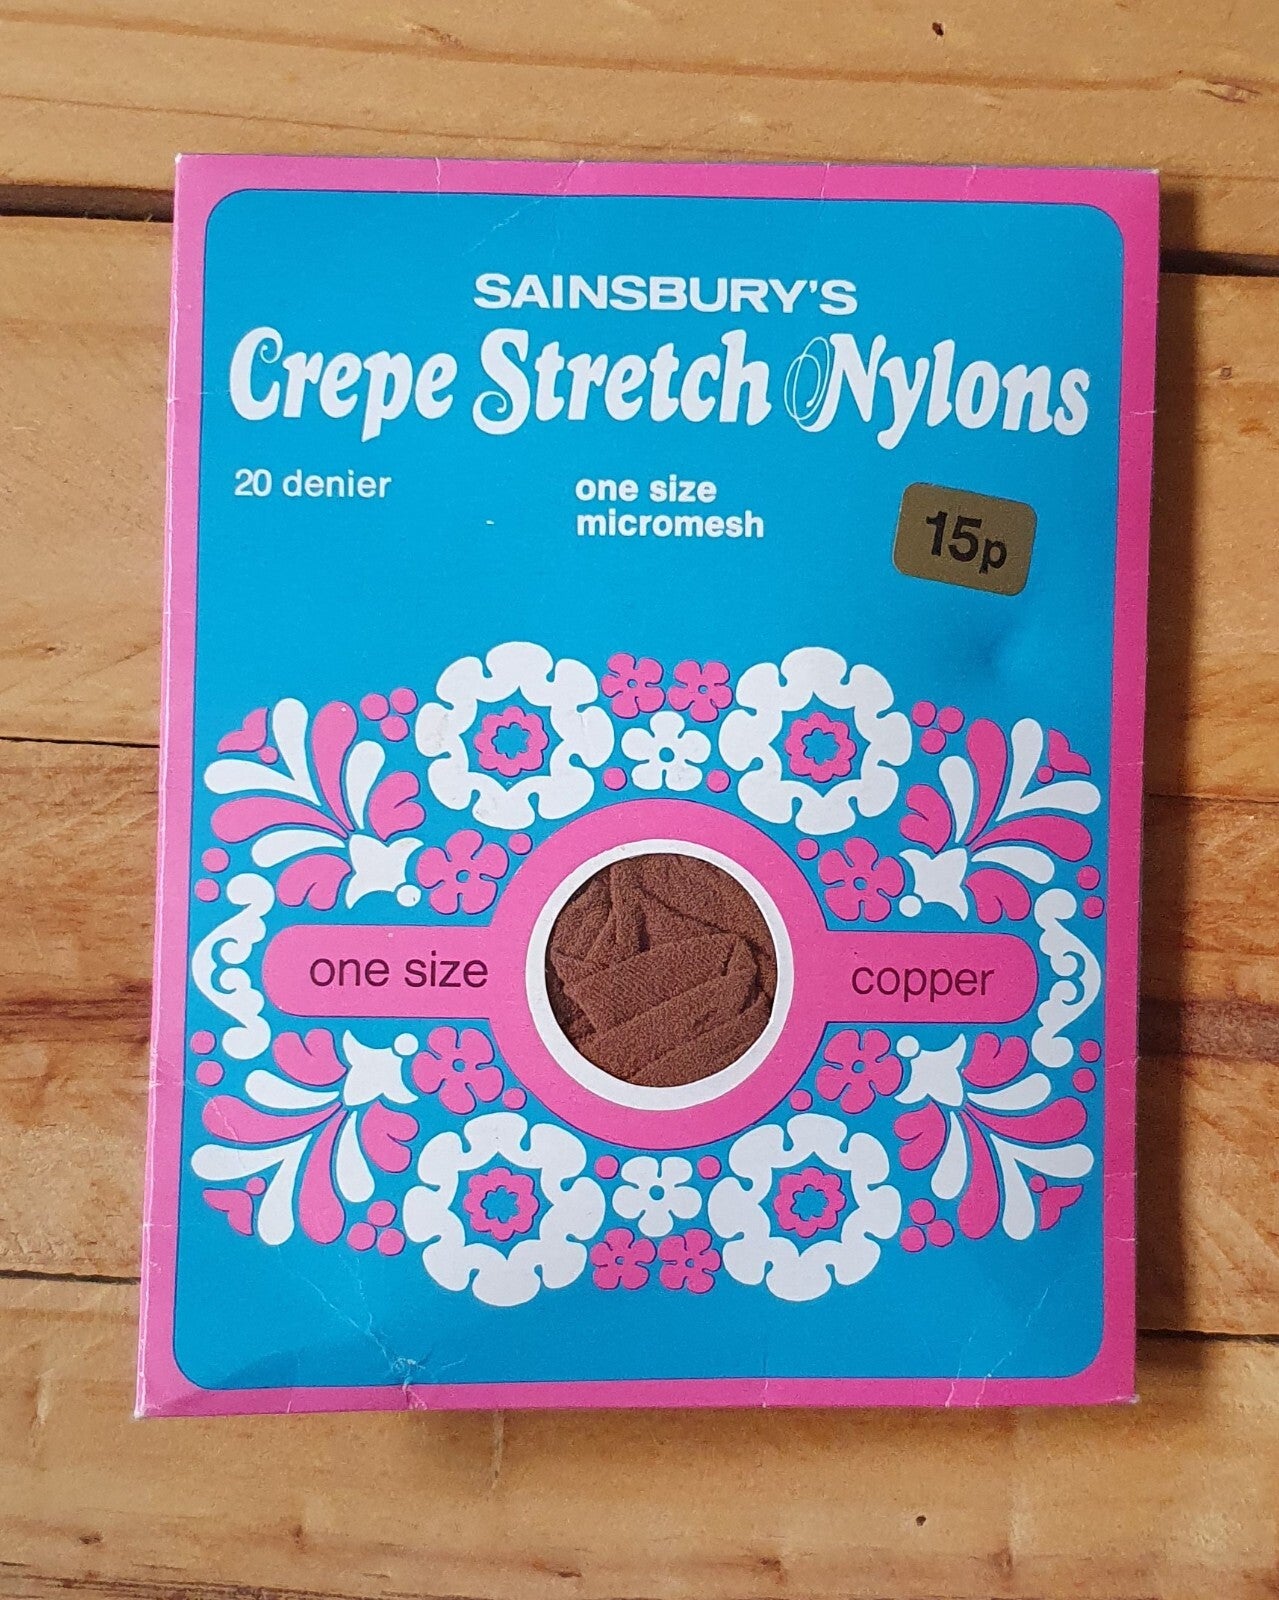 SAINSBURY'S
Crepe Stretch Nylons
20 denier
one size
micromesh
15p
one size
copper